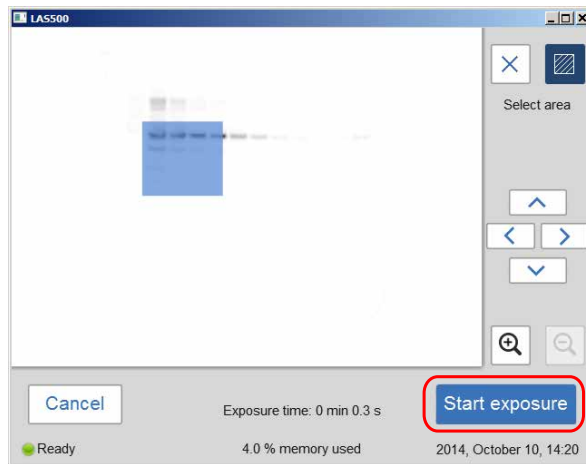 LAS500
Select area
Cancel
Exposure time: 0 min 0.3 s
Start exposure
Ready
4.0 % memory used
2014, October 10, 14:20